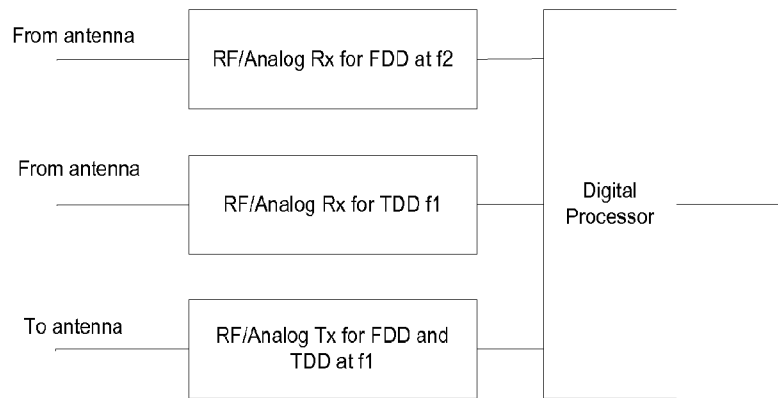 From antenna
RF/Analog Rx for FDD at f2
From antenna
RF/Analog Rx for TDD f1
Digital
Processor
To antenna
RF/Analog Tx for FDD and
TDD at f1